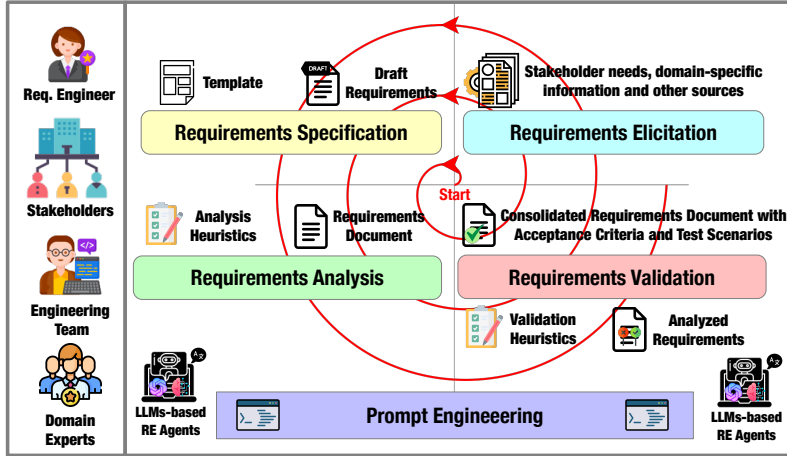 Req. Engineer
Stakeholders
Engineering
Team
Domain
Experts
Template
DRAFT
Draft
Requirements
Stakeholder needs, domain-specific
information and other sources
Requirements Specification
Requirements Elicitation
Start
Analysis
Heuristics
Requirements
Document
Consolidated Requirements Document with
Acceptance Criteria and Test Scenarios
Requirements Analysis
Requirements Validation
Validation
Heuristics
Analyzed
Requirements
LLMs-based
RE Agents
Prompt Engineeering
LLMs-based
RE Agents